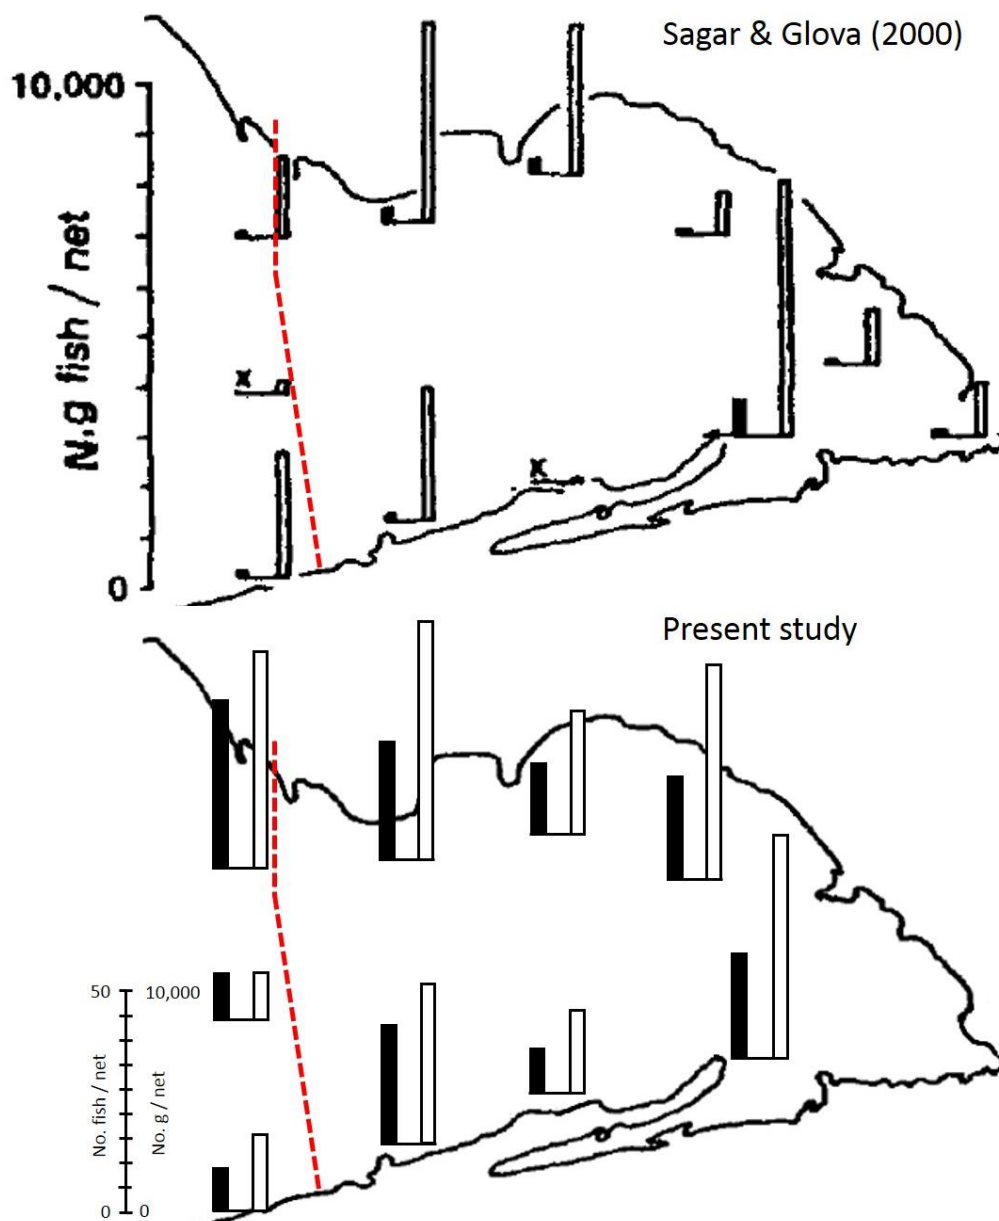 Sagar & Glova (2000)
10,000
N.g fish / net
x
x
0
Present study
50
10,000
No. fish / net
No. g / net
0
0